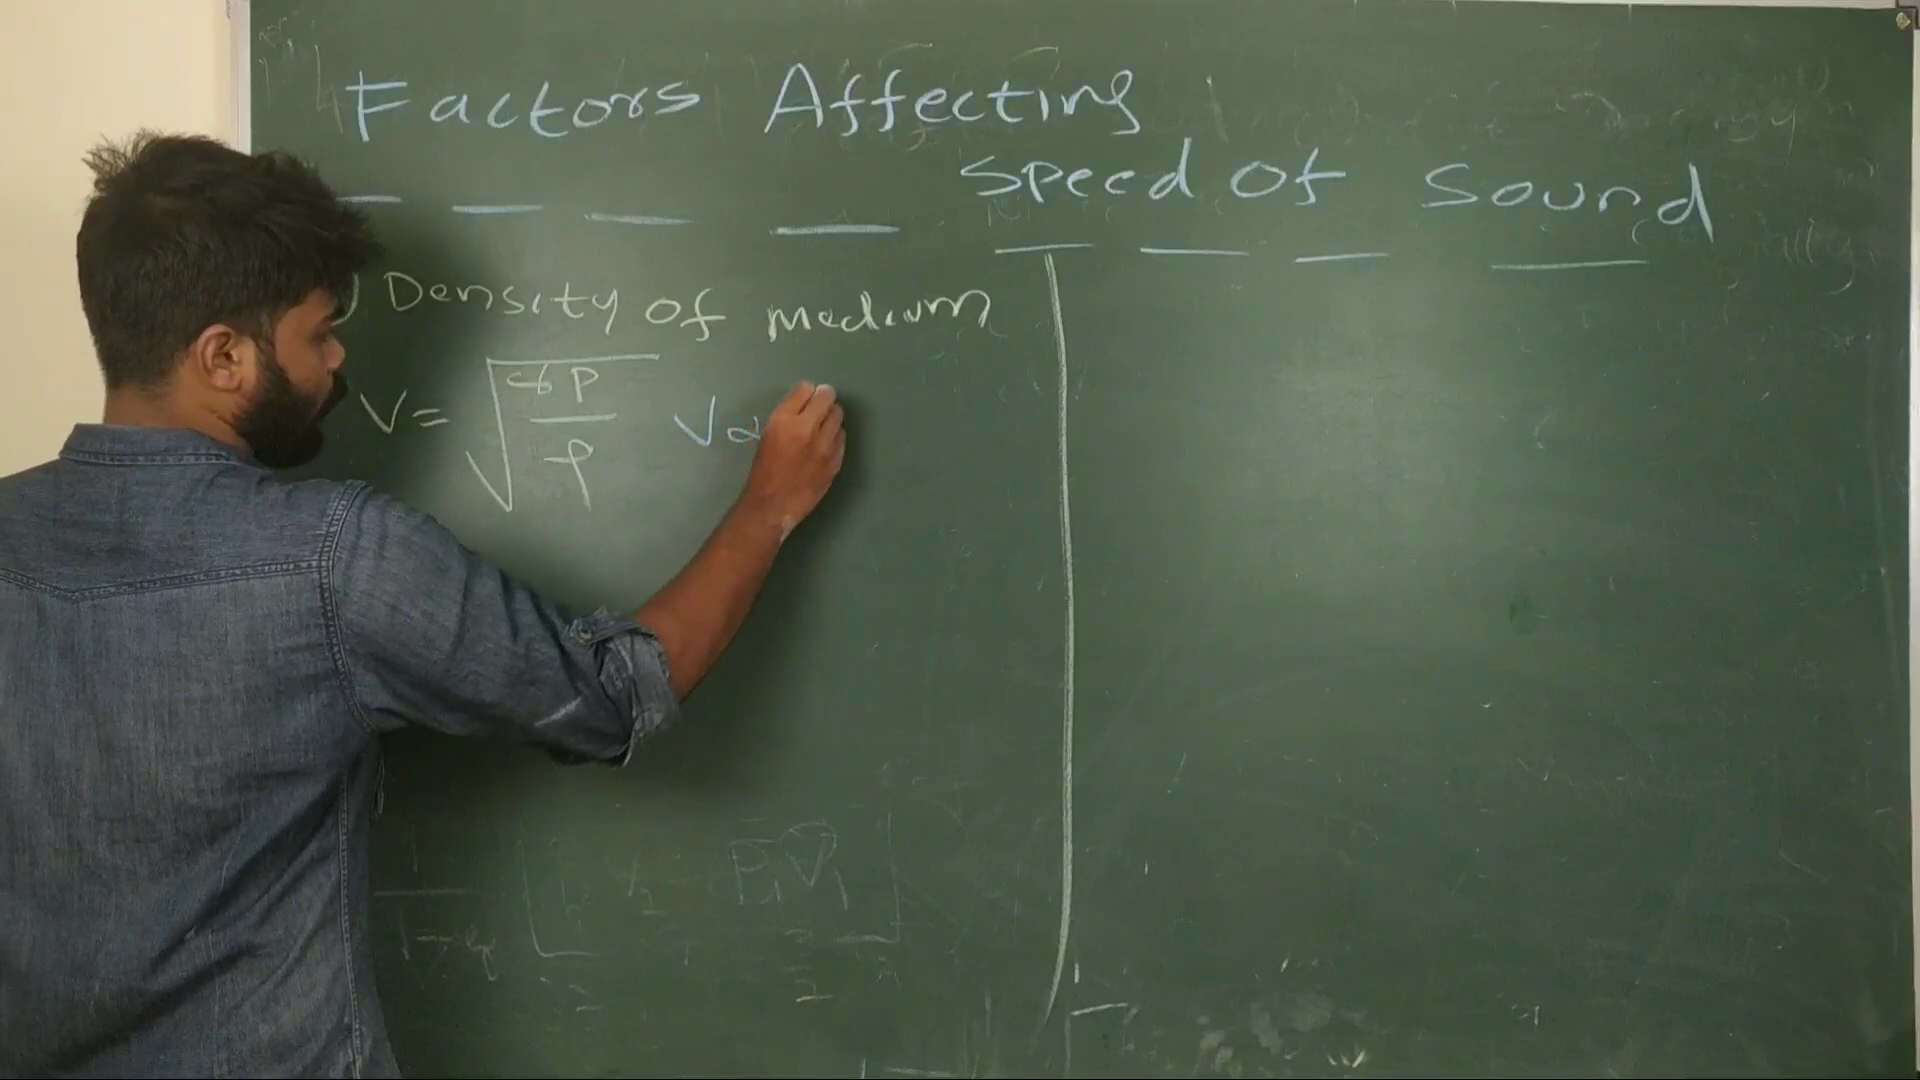 Factors Affecting
Speed of Sound
) Density of medium
V = √(γP/ρ) V ∝